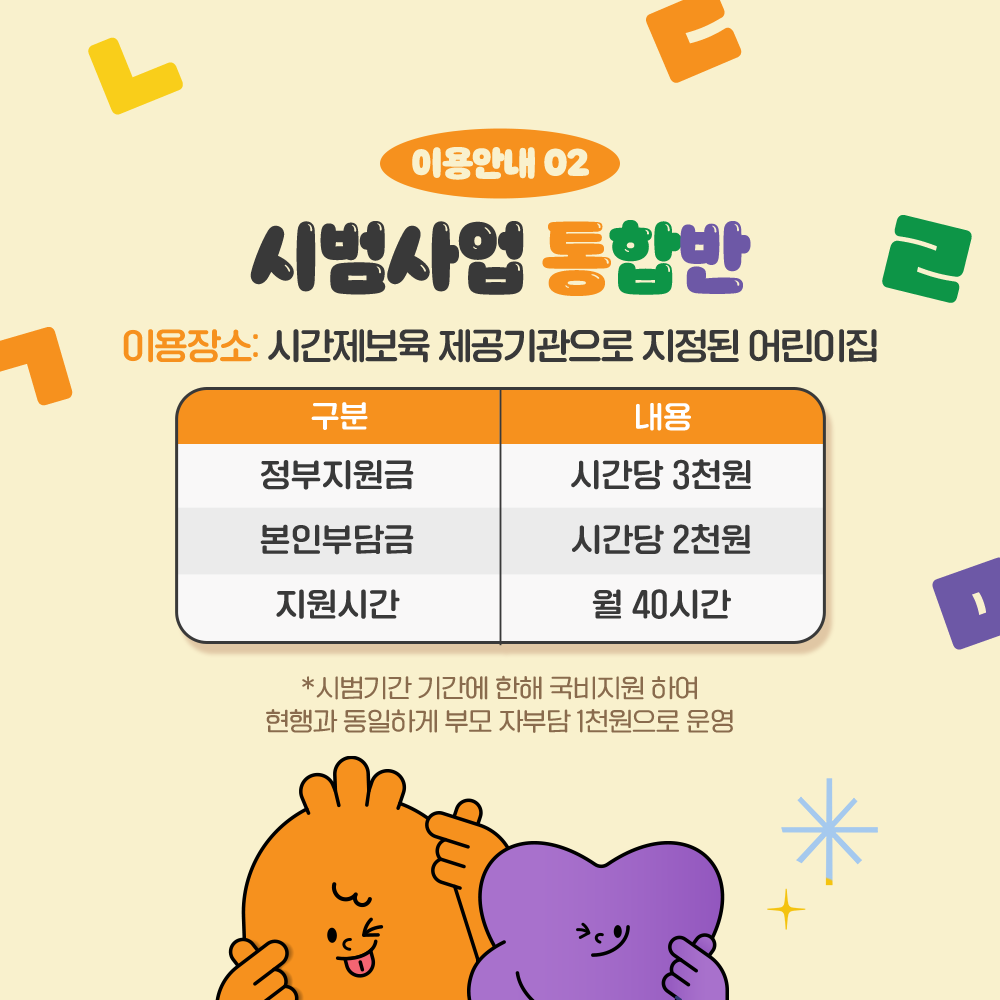 이용안내 02
시범사업 통합반
이용장소: 시간제보육 제공기관으로 지정된 어린이집
구분 내용
정부지원금 시간당 3천원
본인부담금 시간당 2천원
지원시간 월 40시간
*시범기간 기간에 한해 국비지원 하여
현행과 동일하게 부모 자부담 1천원으로 운영